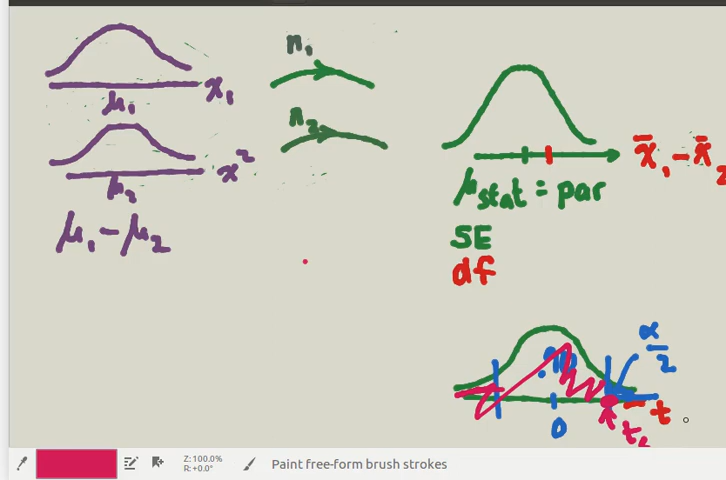 x₁
μ₁
x₂
μ₂
μ₁ - μ₂
n₁
n₂
x̄₁ - x̄₂
μstat = par
SE
df
α/2
0
t
Z: 100.0%
R: +0.0°
Paint free-form brush strokes